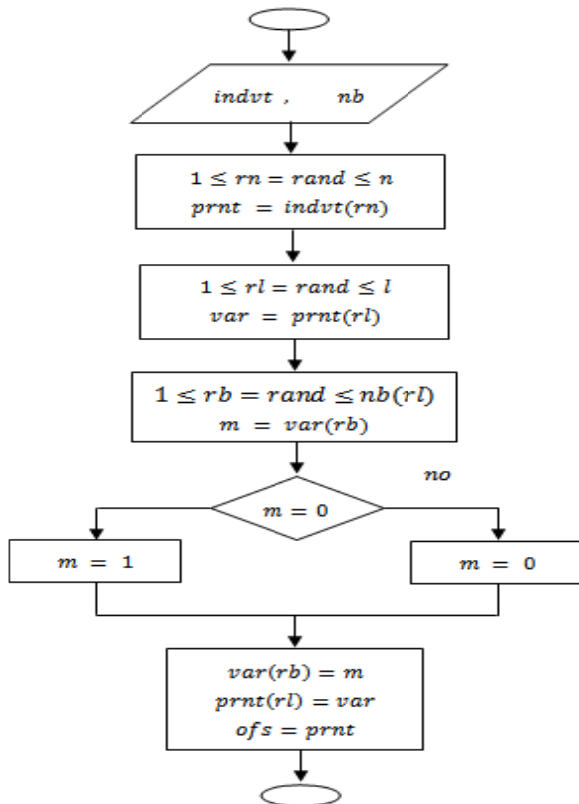 indvt , nb
1 ≤ rn = rand ≤ n
prnt = indvt(rn)
1 ≤ rl = rand ≤ l
var = prnt(rl)
1 ≤ rb = rand ≤ nb(rl)
m = var(rb)
no
m = 0
m = 1
m = 0
var(rb) = m
prnt(rl) = var
ofs = prnt